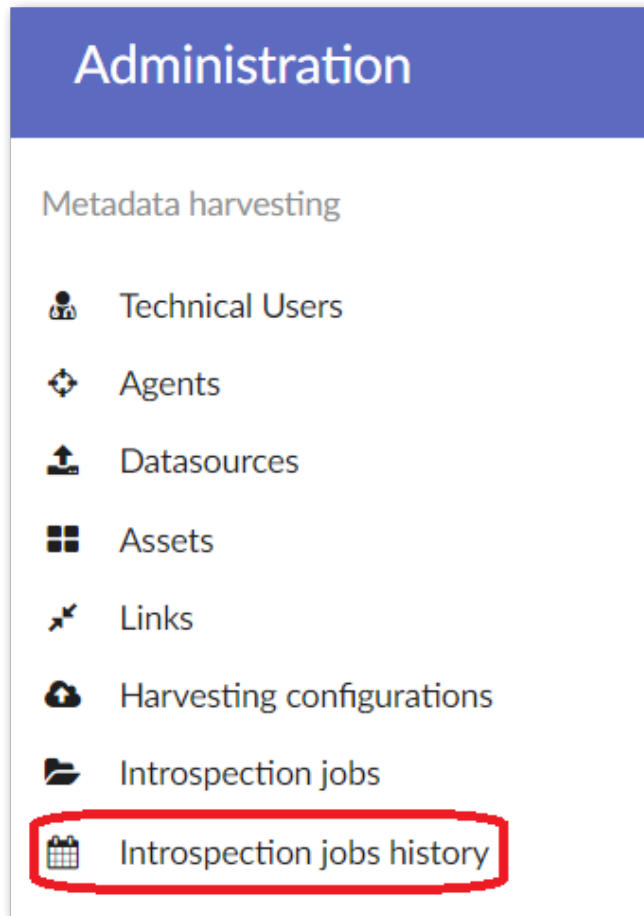 Administration
Metadata harvesting
Technical Users
Agents
Datasources
Assets
Links
Harvesting configurations
Introspection jobs
Introspection jobs history